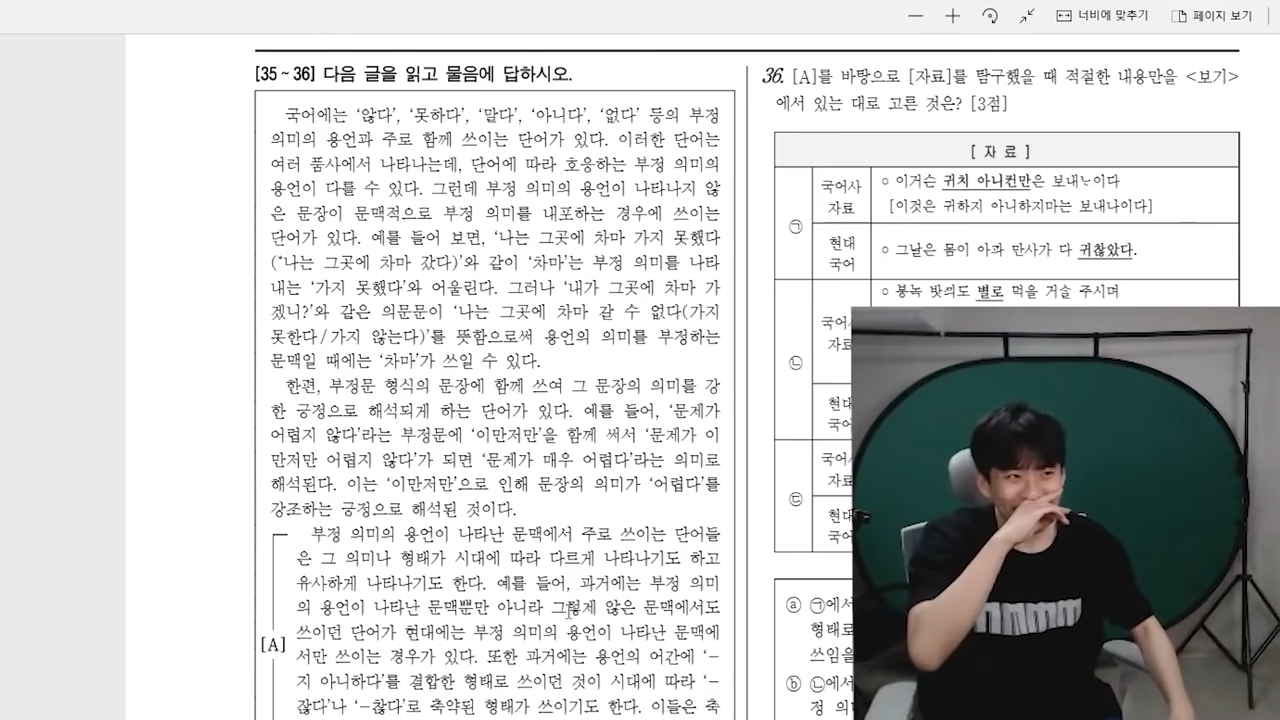 너비에 맞추기
페이지 보기
[35~36] 다음 글을 읽고 물음에 답하시오.
국어에는 ‘않다’, ‘못하다’, ‘말다’, ‘아니다’, ‘없다’ 등의 부정
의미의 용언과 주로 함께 쓰이는 단어가 있다. 이러한 단어는
여러 품사에서 나타나는데, 단어에 따라 호응하는 부정 의미의
용언이 다를 수 있다. 그런데 부정 의미의 용언이 나타나지 않
은 문장이 문맥적으로 부정 의미를 내포하는 경우에 쓰이는
단어가 있다. 예를 들어 보면, ‘나는 그곳에 차마 가지 못했다
(*나는 그곳에 차마 갔다)’와 같이 ‘차마’는 부정 의미를 나타
내는 ‘가지 못했다’와 어울린다. 그러나 ‘내가 그곳에 차마 가
겠니?’와 같은 의문문이 ‘나는 그곳에 차마 갈 수 없다(가지
못한다/가지 않는다)’를 뜻함으로써 용언의 의미를 부정하는
문맥일 때에는 ‘차마’가 쓰일 수 있다.
한편, 부정문 형식의 문장에 함께 쓰여 그 문장의 의미를 강
한 긍정으로 해석되게 하는 단어가 있다. 예를 들어, ‘문제가
어렵지 않다’라는 부정문에 ‘이만저만’을 함께 써서 ‘문제가 이
만저만 어렵지 않다’가 되면 ‘문제가 매우 어렵다’라는 의미로
해석된다. 이는 ‘이만저만’으로 인해 문장의 의미가 ‘어렵다’를
강조하는 긍정으로 해석된 것이다.
부정 의미의 용언이 나타난 문맥에서 주로 쓰이는 단어들
은 그 의미나 형태가 시대에 따라 다르게 나타나기도 하고
유사하게 나타나기도 한다. 예를 들어, 과거에는 부정 의미
의 용언이 나타난 문맥뿐만 아니라 그렇제 않은 문맥에서도
쓰이던 단어가 현대에는 부정 의미의 용언이 나타난 문맥에
[A] 서만 쓰이는 경우가 있다. 또한 과거에는 용언의 어간에 ‘-
지 아니하다’를 결합한 형태로 쓰이던 것이 시대에 따라 ‘-
잖다’나 ‘-찮다’로 축약된 형태가 쓰이기도 한다. 이들은 축
36. [A]를 바탕으로 [자료]를 탐구했을 때 적절한 내용만을 <보기>
에서 있는 대로 고른 것은? [3점]
[ 자 료 ]
㉠
국어사
자료
○ 이거슨 귀치 아니컨만은 보내ᄂᆞ이다
[이것은 귀하지 아니하지마는 보내나이다]
현대
국어
○ 그날은 몸이 아파 만사가 다 귀찮았다.
㉡
국어
자료
○ 봉녹 밧긔도 별로 먹을 거슬 주시며
현대
국어
㉢
국어
자료
현대
국어
ⓐ ㉠에서
형태로
쓰임을
ⓑ ㉡에서
정 의